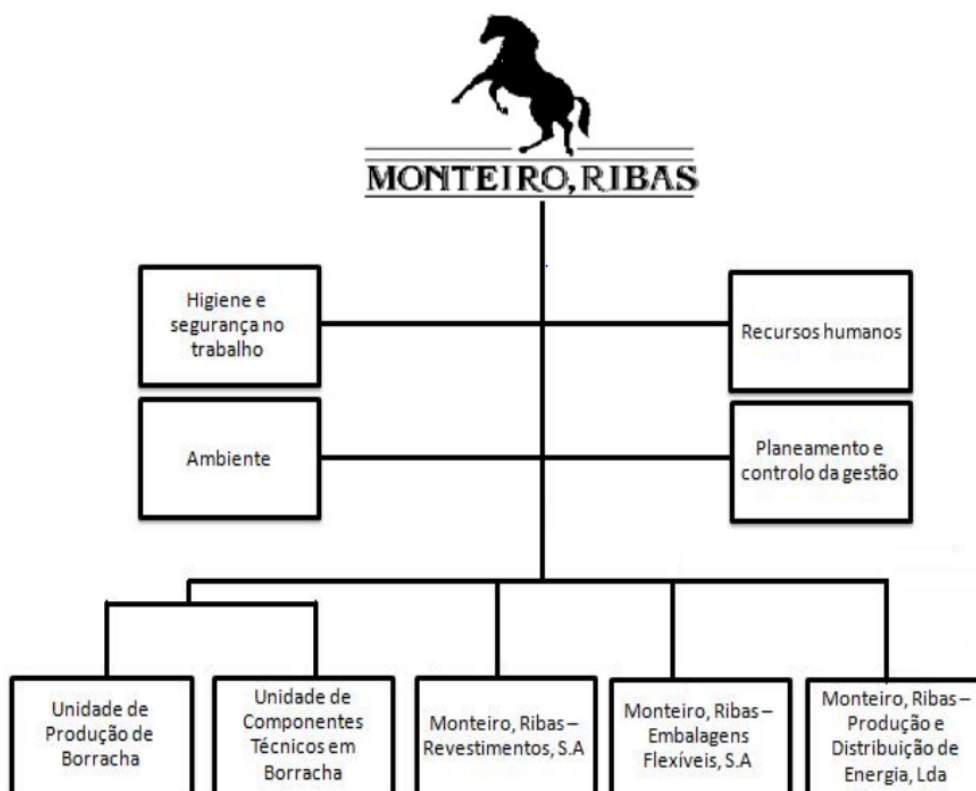 MONTEIRO, RIBAS
Higiene e
segurança no
trabalho
Recursos humanos
Ambiente
Planeamento e
controlo da gestão
Unidade de
Produção de
Borracha
Unidade de
Componentes
Técnicos em
Borracha
Monteiro, Ribas –
Revestimentos, S.A
Monteiro, Ribas –
Embalagens
Flexíveis, S.A
Monteiro, Ribas –
Produção e
Distribuição de
Energia, Lda